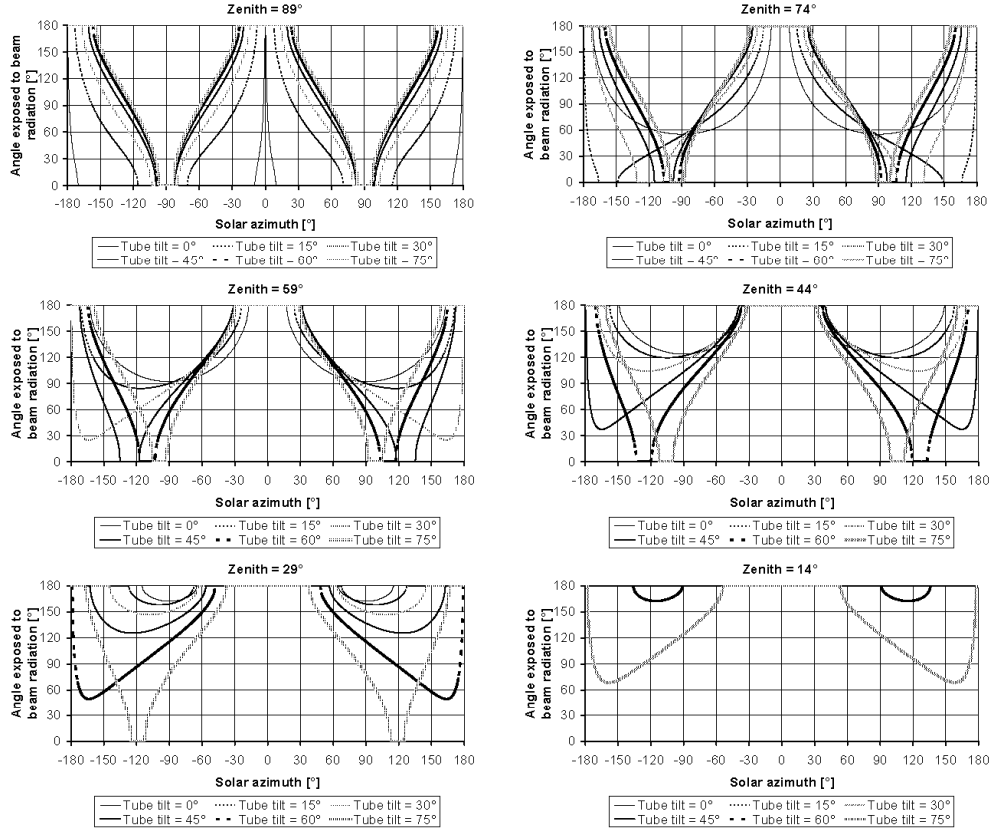 Zenith = 89°
180
150
120
90
60
30
0
Angle exposed to beam
radiation [°]
-180 -150 -120 -90 -60 -30 0 30 60 90 120 150 180
Solar azimuth [°]
Tube tilt = 0° Tube tilt = 15° Tube tilt = 30°
Tube tilt – 45° Tube tilt – 60° Tube tilt – 75°
Zenith = 74°
180
150
120
90
60
30
0
Angle exposed to
beam radiation [°]
-180 -150 -120 -90 -60 -30 0 30 60 90 120 150 180
Solar azimuth [°]
Tube tilt = 0° Tube tilt = 15° Tube tilt = 30°
Tube tilt – 45° Tube tilt – 60° Tube tilt – 75°
Zenith = 59°
180
150
120
90
60
30
0
Angle exposed to
beam radiation [°]
-180 -150 -120 -90 -60 -30 0 30 60 90 120 150 180
Solar azimuth [°]
Tube tilt = 0° Tube tilt = 15° Tube tilt = 30°
Tube tilt = 45° Tube tilt = 60° Tube tilt = 75°
Zenith = 44°
180
150
120
90
60
30
0
Angle exposed to
beam radiation [°]
-180 -150 -120 -90 -60 -30 0 30 60 90 120 150 180
Solar azimuth [°]
Tube tilt = 0° Tube tilt = 15° Tube tilt = 30°
Tube tilt = 45° Tube tilt = 60° Tube tilt = 75°
Zenith = 29°
180
150
120
90
60
30
0
Angle exposed to
beam radiation [°]
-180 -150 -120 -90 -60 -30 0 30 60 90 120 150 180
Solar azimuth [°]
Tube tilt = 0° Tube tilt = 15° Tube tilt = 30°
Tube tilt = 45° Tube tilt = 60° Tube tilt = 75°
Zenith = 14°
180
150
120
90
60
30
0
Angle exposed to
beam radiation [°]
-180 -150 -120 -90 -60 -30 0 30 60 90 120 150 180
Solar azimuth [°]
Tube tilt = 0° Tube tilt = 15° Tube tilt = 30°
Tube tilt = 45° Tube tilt = 60° Tube tilt = 75°